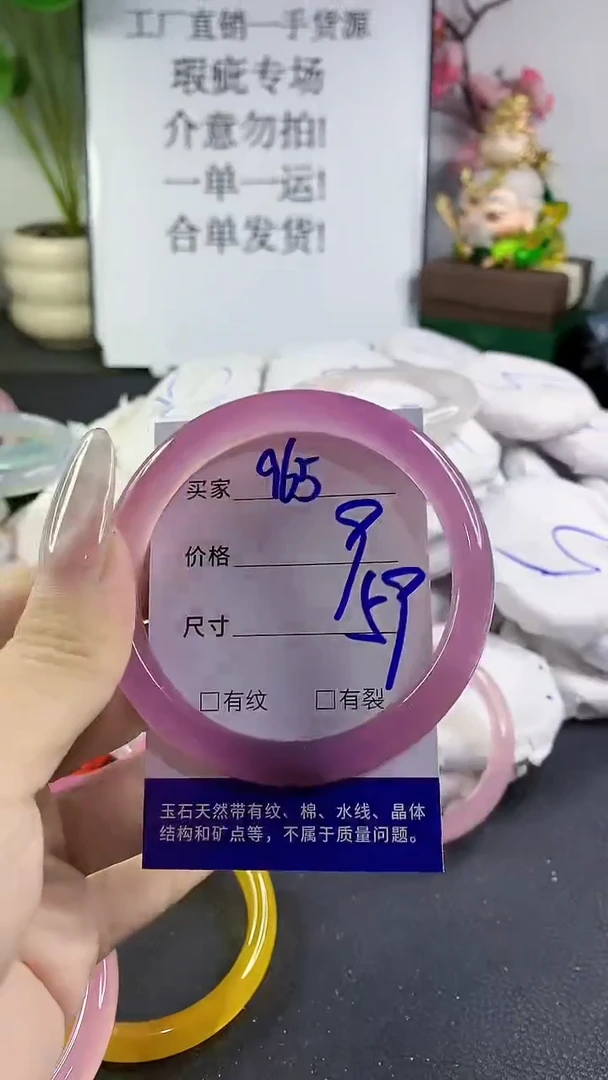 工厂直销一手货源
瑕疵专场
介意勿拍!
一单一运!
合单发货!
买家 965
价格 9
尺寸 59
□有纹 □有裂
玉石天然带有纹、棉、水线、晶体
结构和矿点等，不属于质量问题。